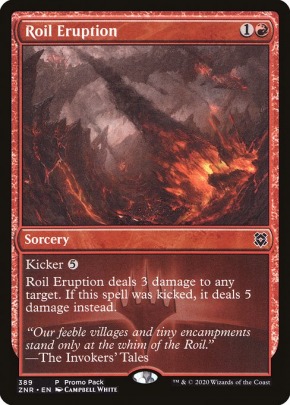 Roil Eruption 1
Sorcery
Kicker 5
Roil Eruption deals 3 damage to any
target. If this spell was kicked, it deals 5
damage instead.
"Our feeble villages and tiny encampments
stand only at the whim of the Roil."
—The Invokers' Tales
389 P Promo Pack
ZNR • EN CAMPBELL WHITE
™ & © 2020 Wizards of the Coast